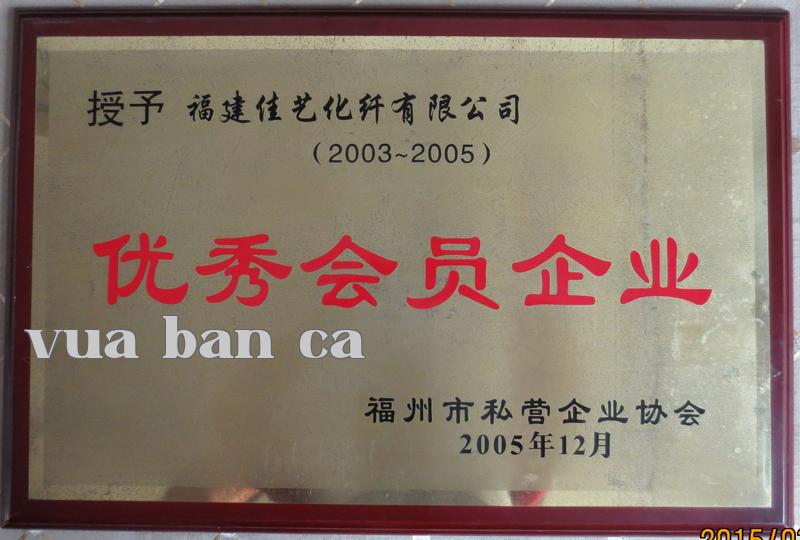 授予 福建佳艺化纤有限公司
（2003~2005）
优秀会员企业
vua ban ca
福州市私营企业协会
2005年12月